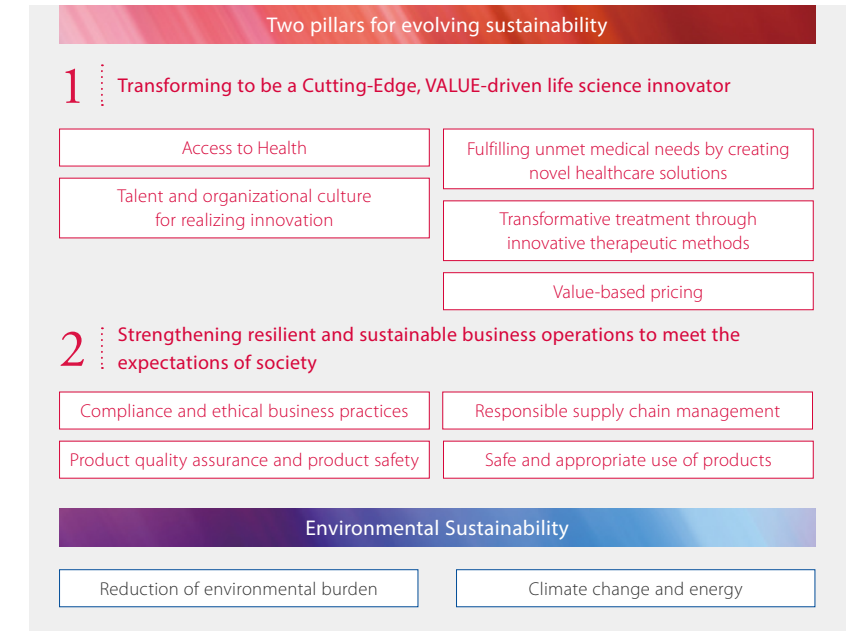 Two pillars for evolving sustainability
1 Transforming to be a Cutting-Edge, VALUE-driven life science innovator
Access to Health
Talent and organizational culture
for realizing innovation
Fulfilling unmet medical needs by creating
novel healthcare solutions
Transformative treatment through
innovative therapeutic methods
Value-based pricing
2 Strengthening resilient and sustainable business operations to meet the
expectations of society
Compliance and ethical business practices
Responsible supply chain management
Product quality assurance and product safety
Safe and appropriate use of products
Environmental Sustainability
Reduction of environmental burden
Climate change and energy